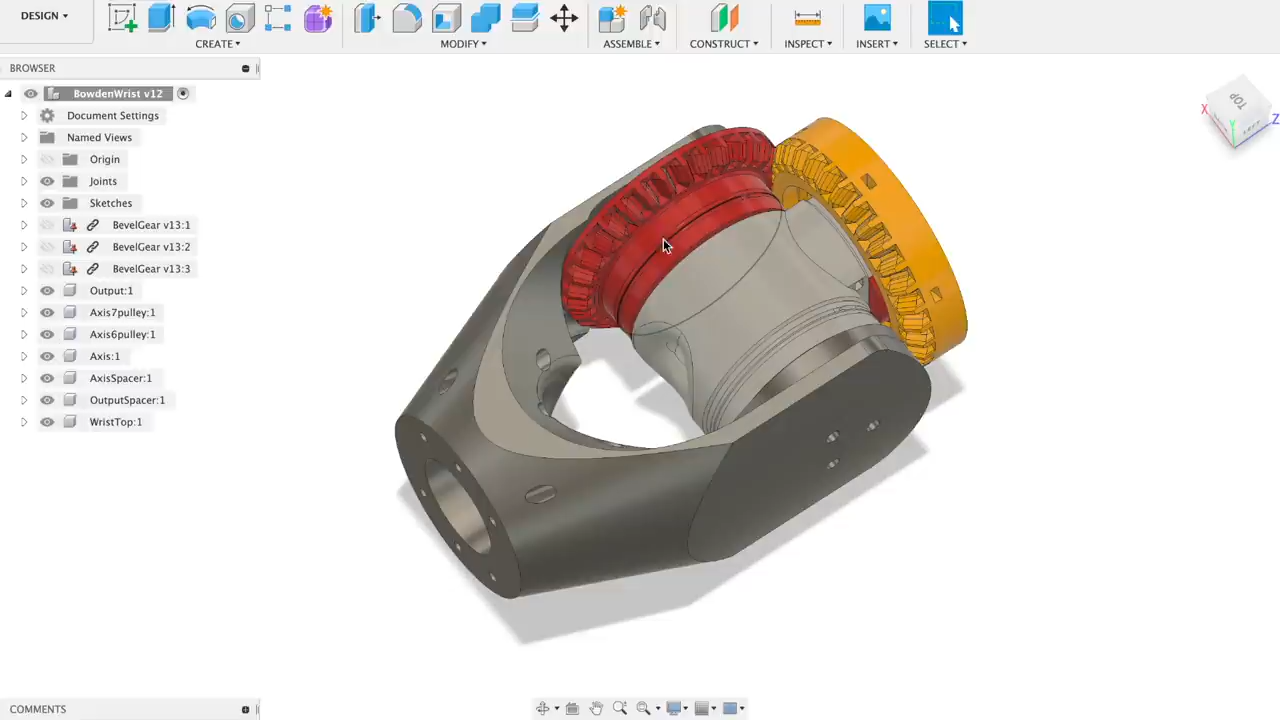 DESIGN
CREATE
MODIFY
ASSEMBLE
CONSTRUCT
INSPECT
INSERT
SELECT
BROWSER
BowdenWrist v12
Document Settings
Named Views
Origin
Joints
Sketches
BevelGear v13:1
BevelGear v13:2
BevelGear v13:3
Output:1
Axis7pulley:1
Axis6pulley:1
Axis:1
AxisSpacer:1
OutputSpacer:1
WristTop:1
TOP
LEFT
X
Y
Z
COMMENTS